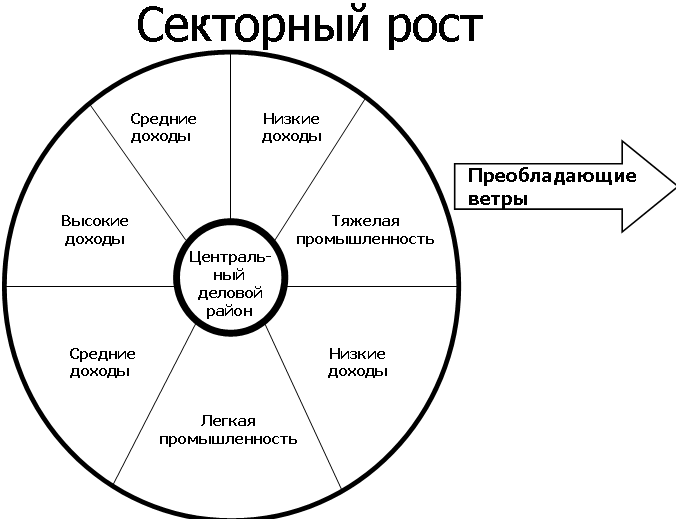 Секторный рост
Средние
доходы
Низкие
доходы
Преобладающие
ветры
Высокие
доходы
Тяжелая
промышленность
Централь-
ный
деловой
район
Средние
доходы
Низкие
доходы
Легкая
промышленность